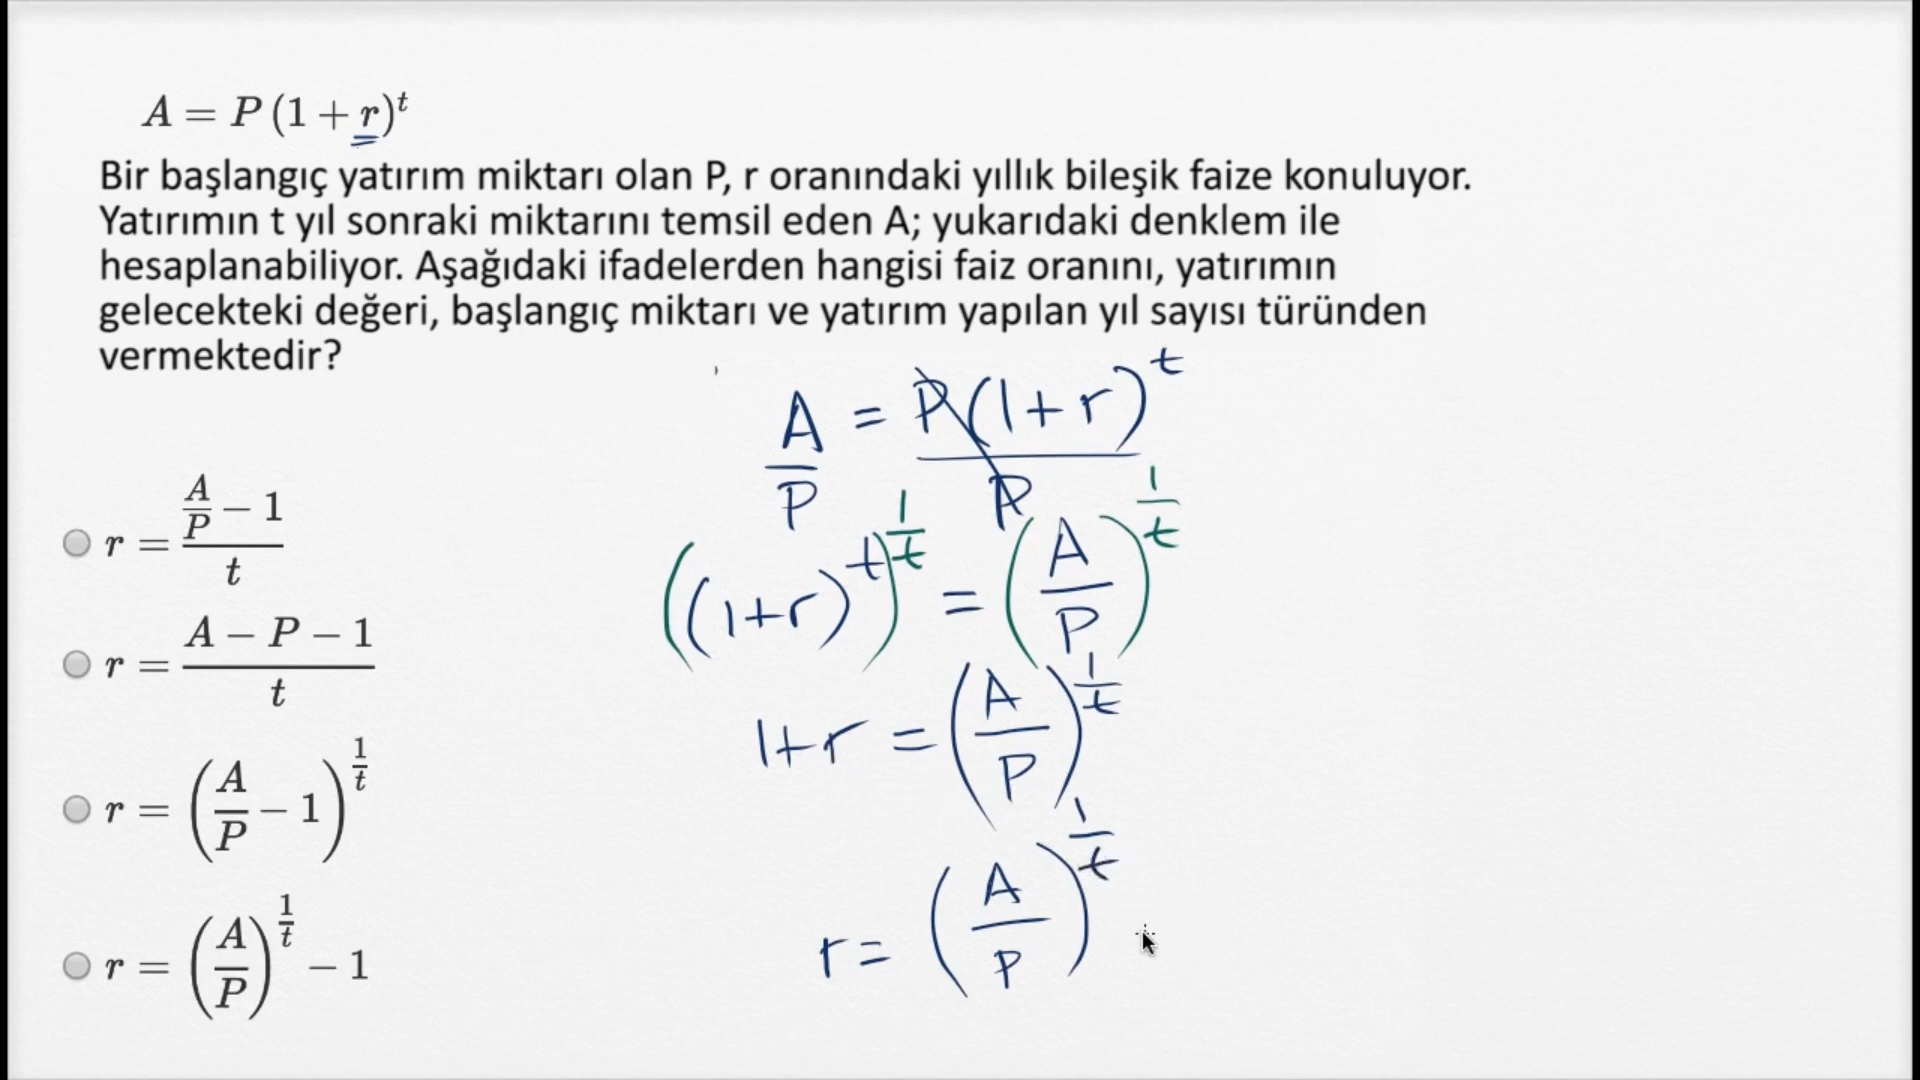 A = P (1 + r)^t
Bir başlangıç yatırım miktarı olan P, r oranındaki yıllık bileşik faize konuluyor.
Yatırımın t yıl sonraki miktarını temsil eden A; yukarıdaki denklem ile
hesaplanabiliyor. Aşağıdaki ifadelerden hangisi faiz oranını, yatırımın
gelecekteki değeri, başlangıç miktarı ve yatırım yapılan yıl sayısı türünden
vermektedir?
r = (A/P − 1)/t
r = (A − P − 1)/t
r = (A/P − 1)^(1/t)
r = (A/P)^(1/t) − 1
A/P = P(1+r)^t/P
((1+r)^t)^(1/t) = (A/P)^(1/t)
1+r = (A/P)^(1/t)
r = (A/P)^(1/t)